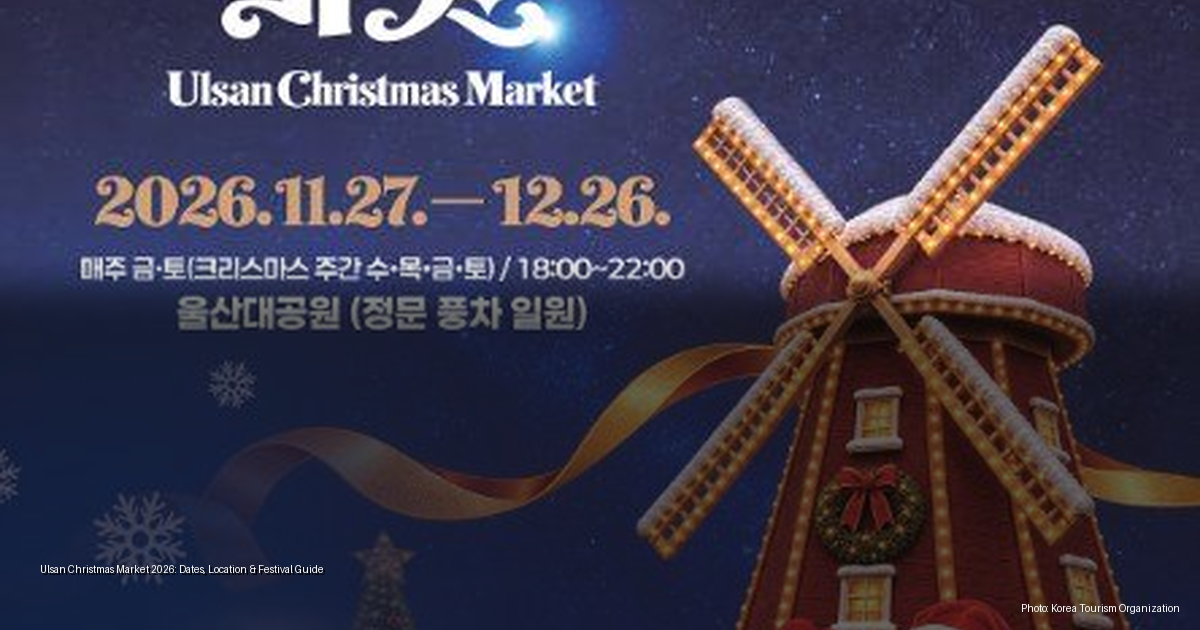 Ulsan Christmas Market
2026.11.27.—12.26.
매주 금·토(크리스마스 주간 수·목·금·토) / 18:00~22:00
울산대공원 (정문 풍차 일원)
Ulsan Christmas Market 2026: Dates, Location & Festival Guide
Photo: Korea Tourism Organization